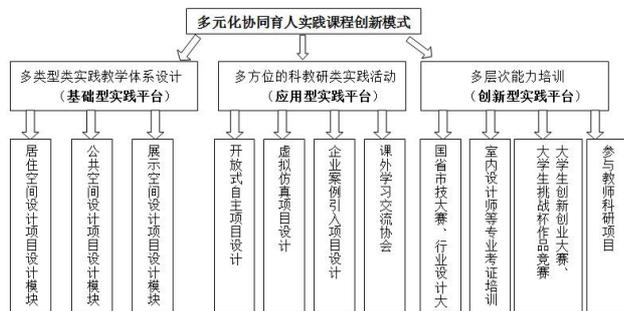 多元化协同育人实践课程创新模式
多类型类实践教学体系设计
（基础型实践平台）
多方位的科教研类实践活动
（应用型实践平台）
多层次能力培训
（创新型实践平台）
居住空间设计项目设计模块
公共空间设计项目设计模块
展示空间设计项目设计模块
开放式自主项目设计
虚拟仿真项目设计
企业案例引入项目设计
课外学习交流协会
国省市技大赛、行业设计大
室内设计师等专业考证培训
大学生创新创业大赛、
大学生挑战杯作品竞赛
参与教师科研项目